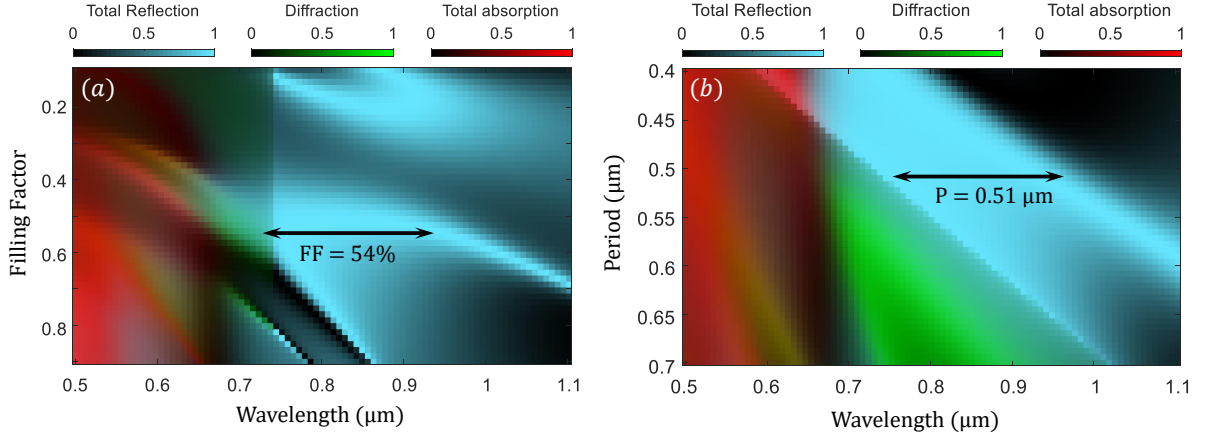 Total Reflection Diffraction Total absorption
0 0.5 1 0 0.5 1 0 0.5 1
(a)
0.2
0.4
0.6
0.8
Filling Factor
FF = 54%
0.5 0.6 0.7 0.8 0.9 1 1.1
Wavelength (μm)
Total Reflection Diffraction Total absorption
0 0.5 1 0 0.5 1 0 0.5 1
(b)
0.4
0.45
0.5
0.55
0.6
0.65
0.7
Period (μm)
P = 0.51 μm
0.5 0.6 0.7 0.8 0.9 1 1.1
Wavelength (μm)